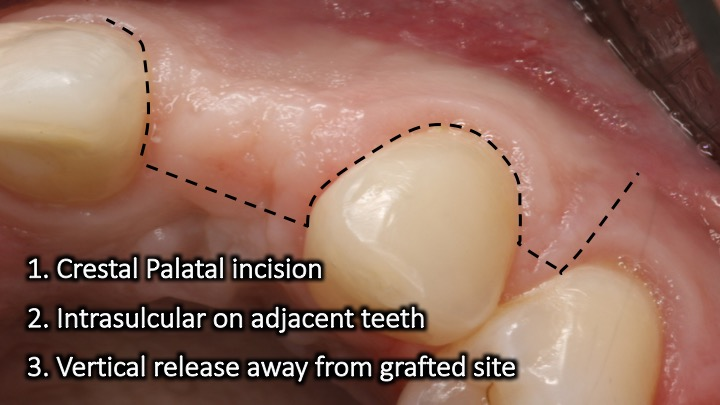 1. Crestal Palatal incision
2. Intrasulcular on adjacent teeth
3. Vertical release away from grafted site